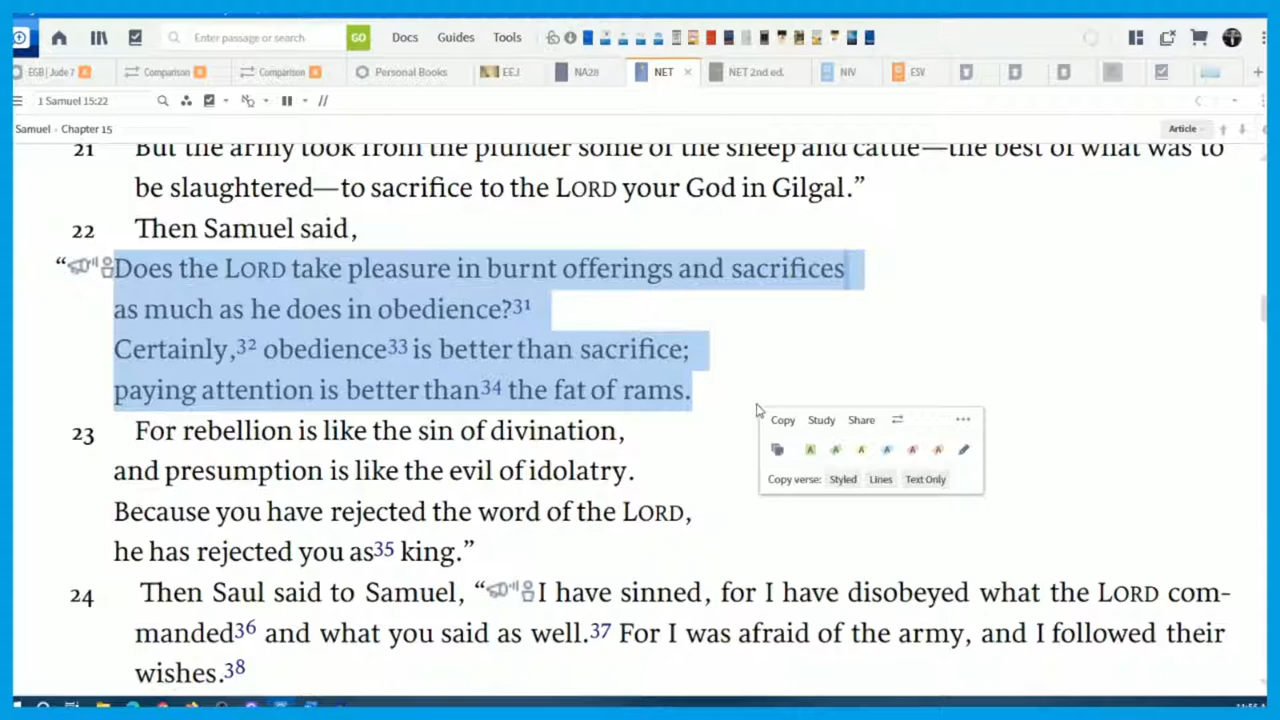 Enter passage or search GO Docs Guides Tools
EGB | Jude 7 Comparison Comparison Personal Books EEJ NA28 NET × NET 2nd ed. NIV ESV
1 Samuel 15:22
Samuel › Chapter 15 Article
21 But the army took from the plunder some of the sheep and cattle—the best of what was to
be slaughtered—to sacrifice to the LORD your God in Gilgal.”
22 Then Samuel said,
“Does the LORD take pleasure in burnt offerings and sacrifices
as much as he does in obedience?31
Certainly,32 obedience33 is better than sacrifice;
paying attention is better than34 the fat of rams.
Copy Study Share
Copy verse: Styled Lines Text Only
23 For rebellion is like the sin of divination,
and presumption is like the evil of idolatry.
Because you have rejected the word of the LORD,
he has rejected you as35 king.”
24 Then Saul said to Samuel, “I have sinned, for I have disobeyed what the LORD com-
manded36 and what you said as well.37 For I was afraid of the army, and I followed their
wishes.38